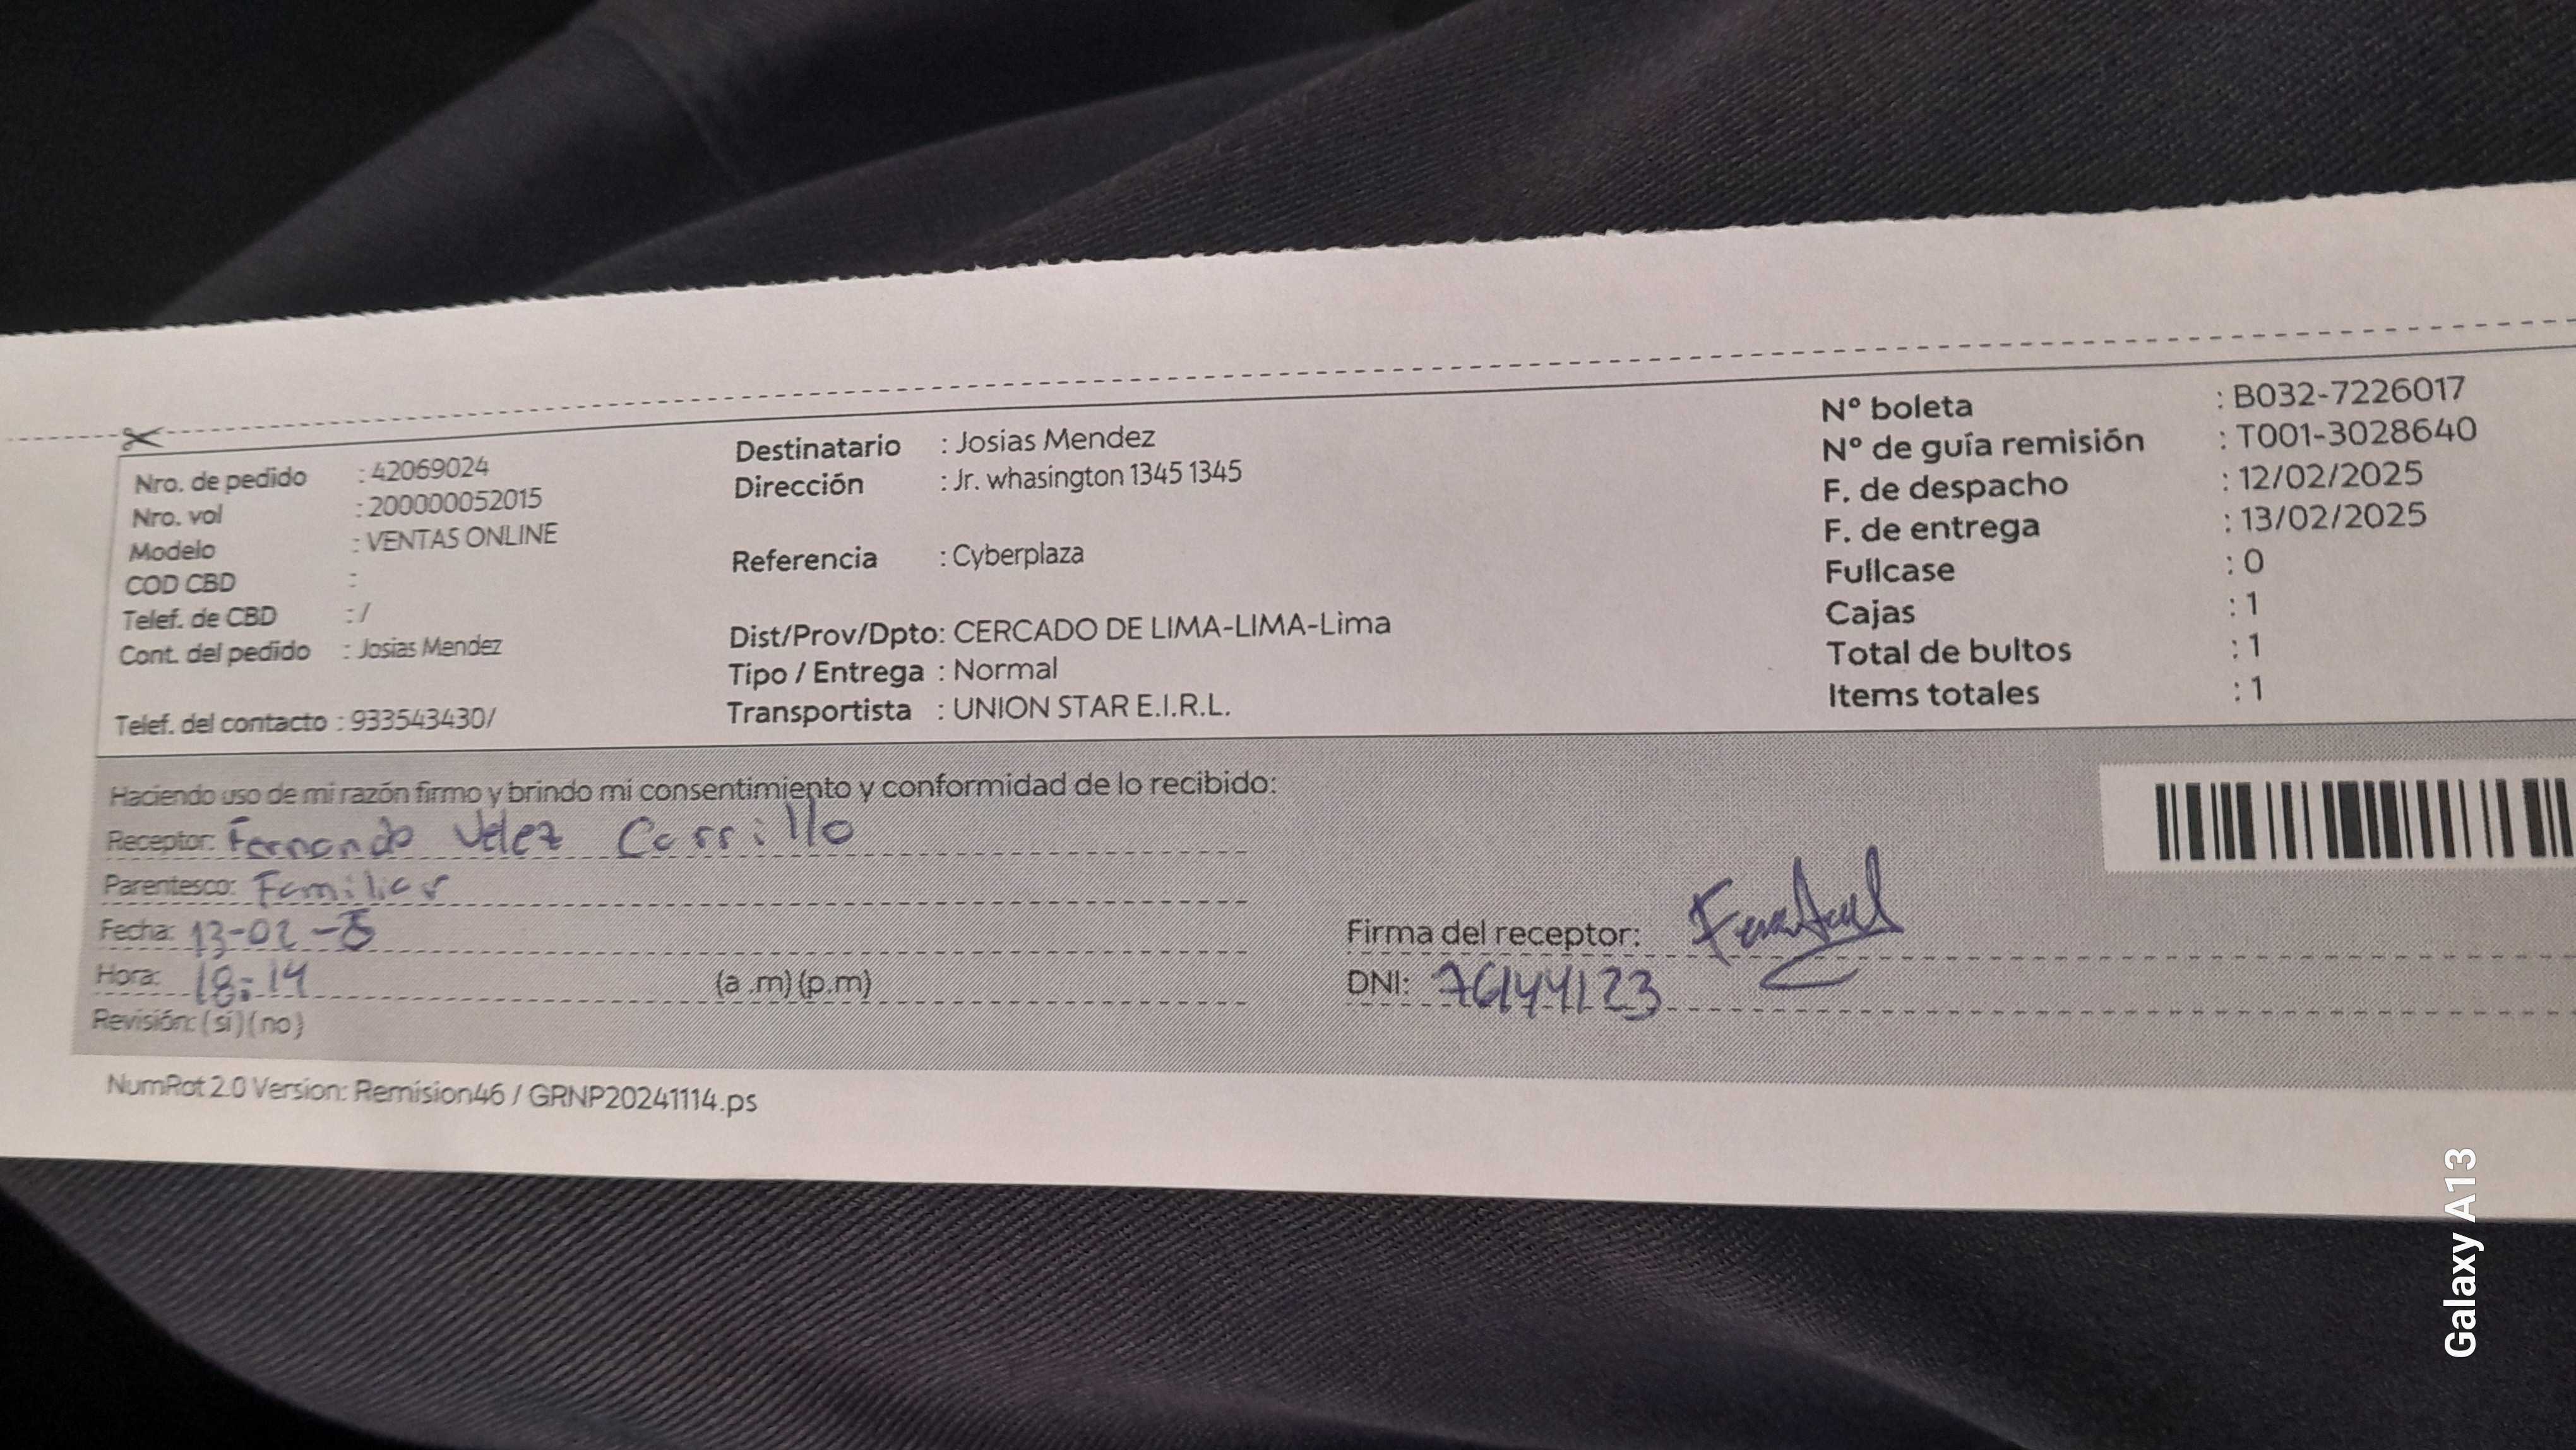 Nro. de pedido : 42069024
Nro. vol : 200000052015
Modelo : VENTAS ONLINE
COD CBD :
Telef. de CBD : /
Cont. del pedido : Josias Mendez
Telef. del contacto : 933543430/
Destinatario : Josias Mendez
Dirección : Jr. whasington 1345 1345
Referencia : Cyberplaza
Dist/Prov/Dpto: CERCADO DE LIMA-LIMA-Lima
Tipo / Entrega : Normal
Transportista : UNION STAR E.I.R.L.
Nº boleta : B032-7226017
Nº de guía remisión : T001-3028640
F. de despacho : 12/02/2025
F. de entrega : 13/02/2025
Fullcase : 0
Cajas : 1
Total de bultos : 1
Items totales : 1
Haciendo uso de mi razón firmo y brindo mi consentimiento y conformidad de lo recibido:
Receptor: Fernando Velez Carrillo
Parentesco: Familiar
Fecha: 13-02-
Hora: 18:14 (a .m) (p.m)
Revisión: (si) (no)
Firma del receptor:
DNI: 76144123
NumRot 2.0 Version: Remision46 / GRNP20241114.ps
Galaxy A13